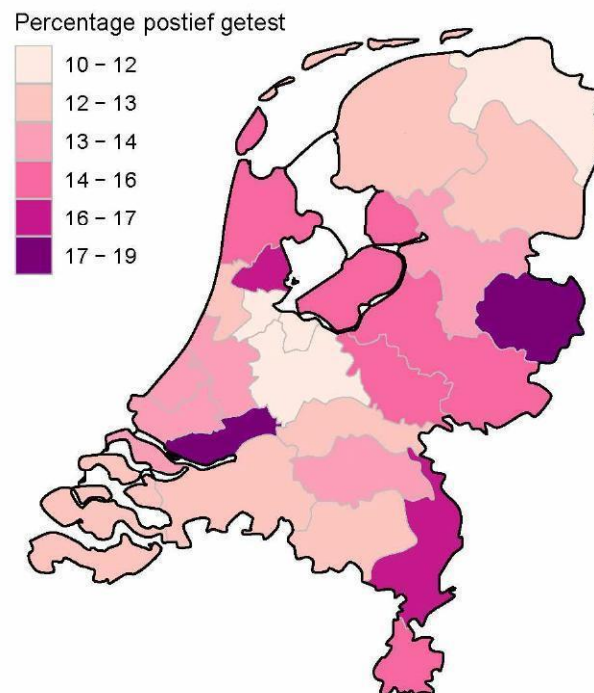 Percentage postief getest
10 – 12
12 – 13
13 – 14
14 – 16
16 – 17
17 – 19